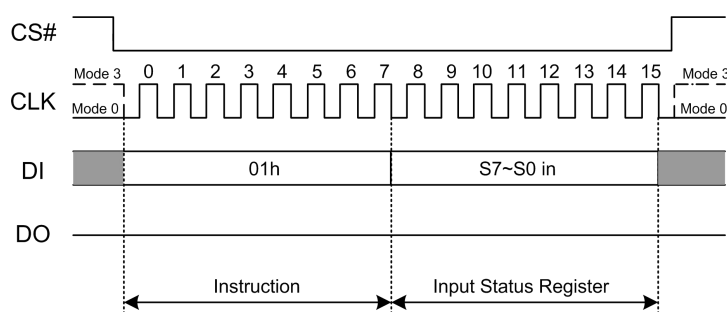 CS#
Mode 3 0 1 2 3 4 5 6 7 8 9 10 11 12 13 14 15 Mode 3
CLK
Mode 0 Mode 0
DI 01h S7~S0 in
DO
Instruction Input Status Register